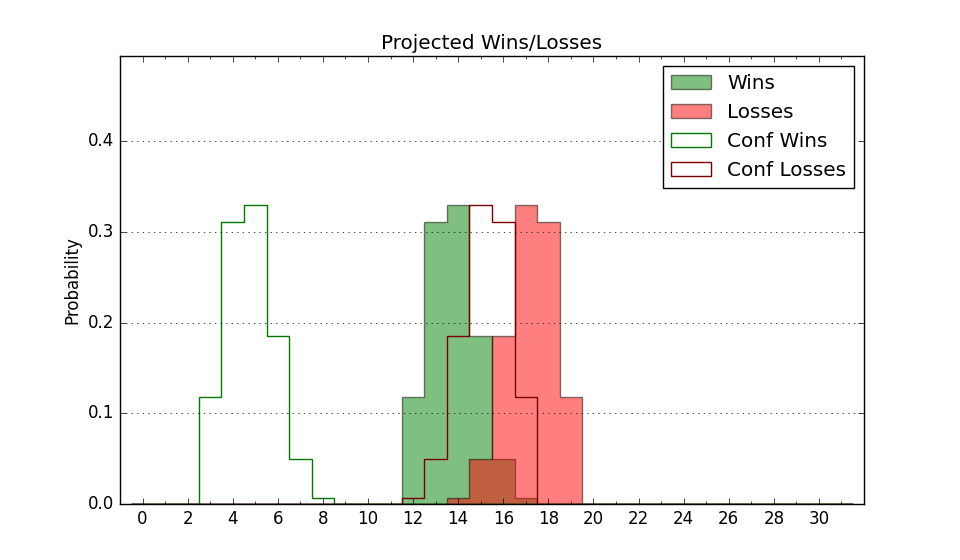 Projected Wins/Losses
Wins
Losses
Conf Wins
Conf Losses
Probability
0.4
0.3
0.2
0.1
0.0
0 2 4 6 8 10 12 14 16 18 20 22 24 26 28 30